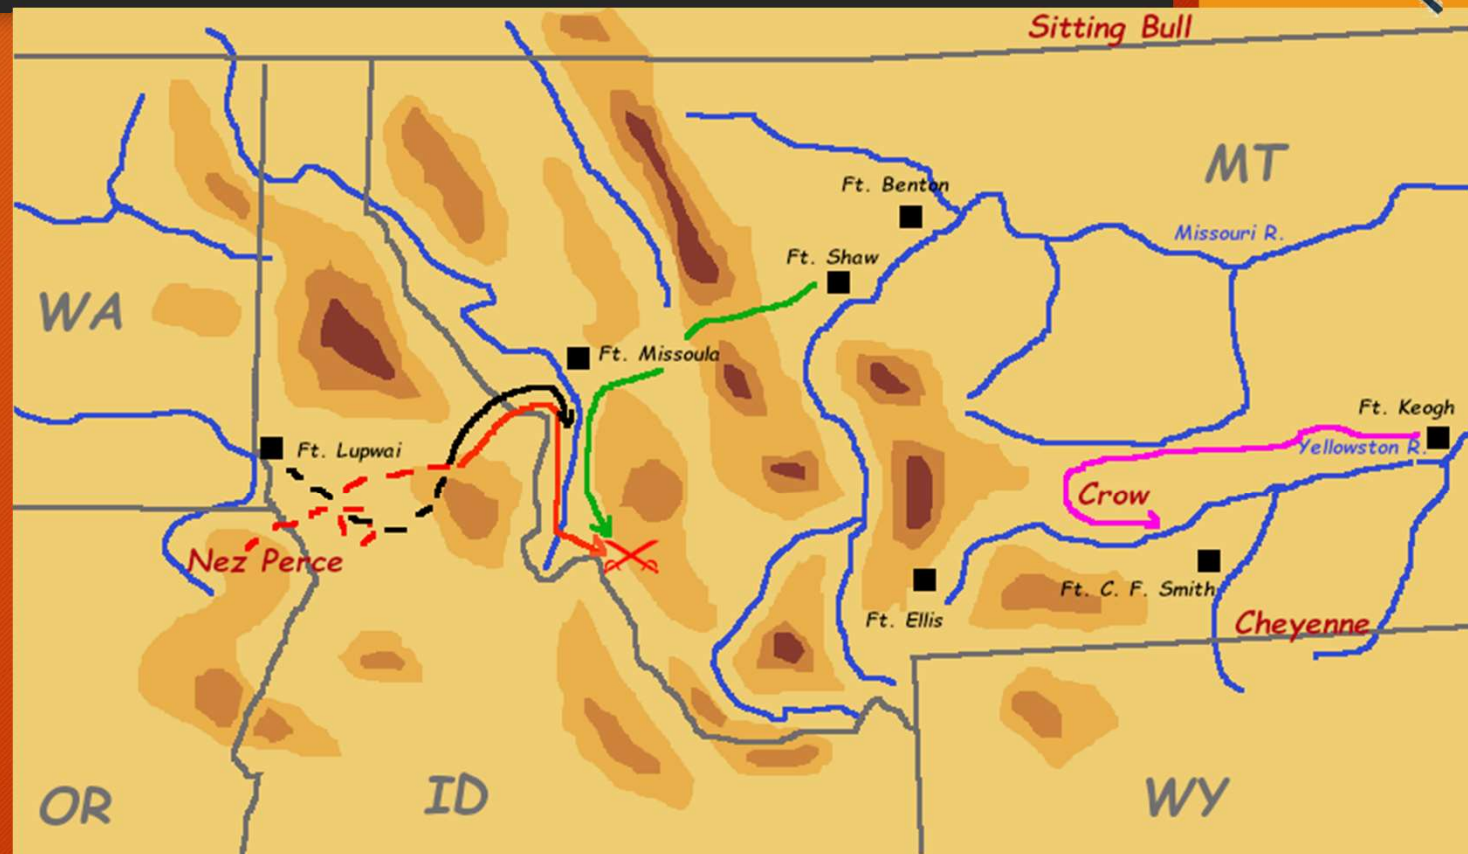 Sitting Bull
MT
Ft. Benton
Missouri R.
Ft. Shaw
WA
Ft. Missoula
Ft. Keogh
Ft. Lupwai
Yellowston R.
Crow
Nez Perce
Ft. C. F. Smith
Ft. Ellis
Cheyenne
ID
WY
OR